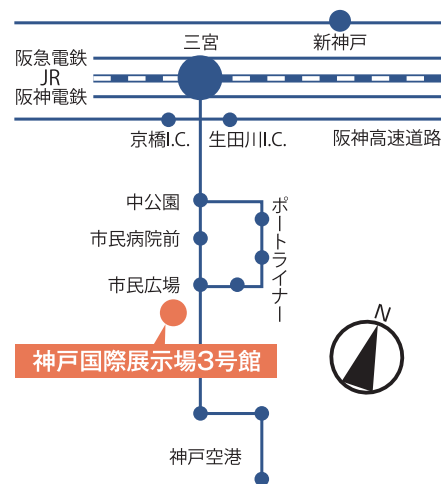 三宮
新神戸
阪急電鉄
JR
阪神電鉄
京橋I.C.
生田川I.C.
阪神高速道路
中公園
市民病院前
市民広場
ポートライナー
神戸国際展示場3号館
N
神戸空港